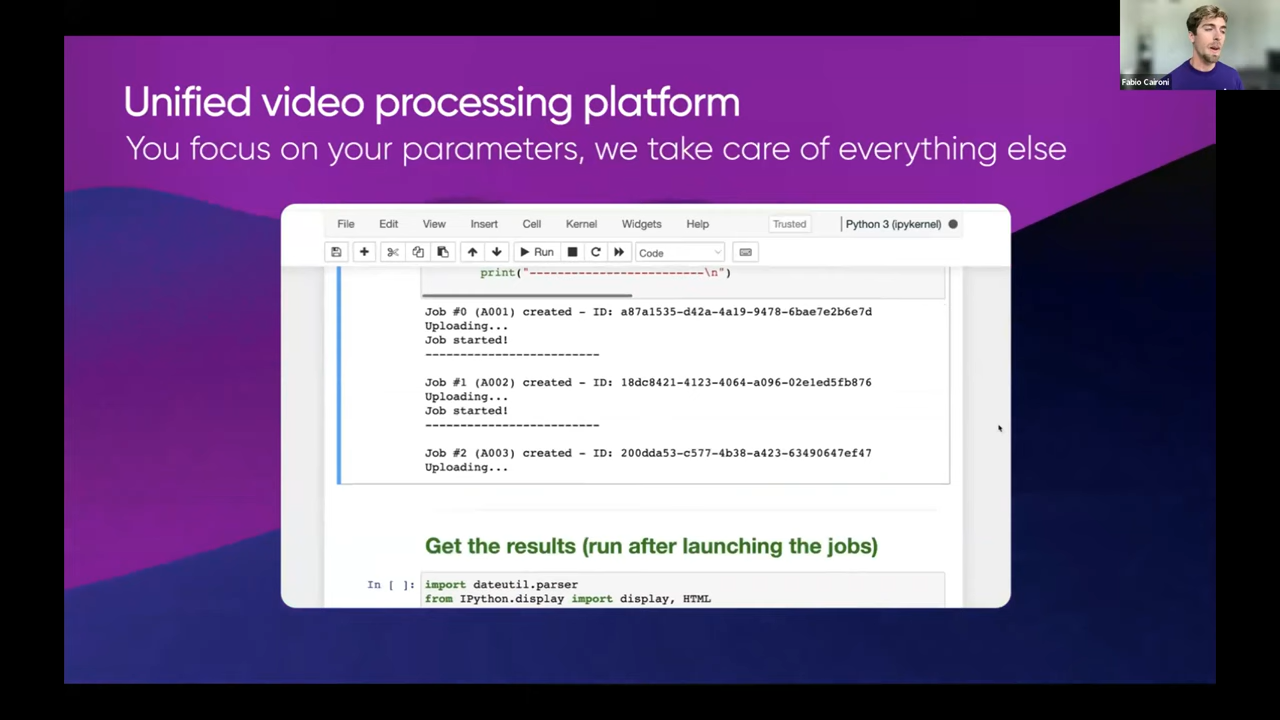 Fabio Caironi
Unified video processing platform
You focus on your parameters, we take care of everything else
File Edit View Insert Cell Kernel Widgets Help Trusted Python 3 (ipykernel)
Run Code
print("-------------------------\n")
Job #0 (A001) created - ID: a87a1535-d42a-4a19-9478-6bae7e2b6e7d
Uploading...
Job started!
-------------------------
Job #1 (A002) created - ID: 18dc8421-4123-4064-a096-02e1ed5fb876
Uploading...
Job started!
-------------------------
Job #2 (A003) created - ID: 200dda53-c577-4b38-a423-63490647ef47
Uploading...
Get the results (run after launching the jobs)
In [ ]: import dateutil.parser
from IPython.display import display, HTML